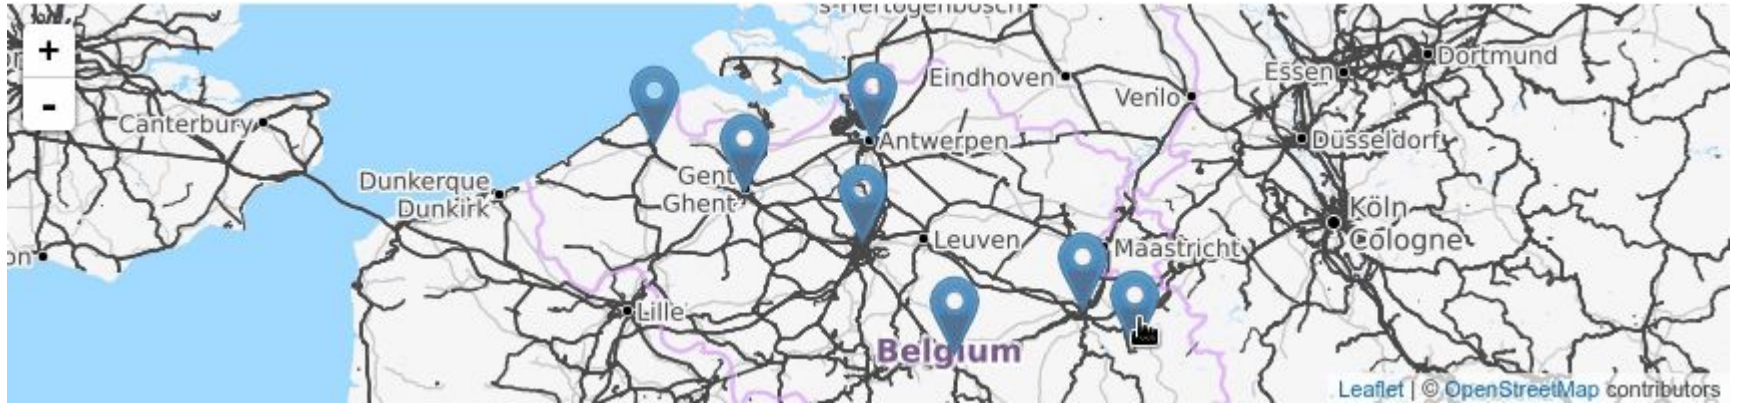 s-Hertogenbosch
+
-
Canterbury
Dunkerque
Dunkirk
Gent
Ghent
Lille
Antwerpen
Leuven
Eindhoven
Venlo
Essen
Dortmund
Düsseldorf
Maastricht
Köln
Cologne
Belgium
on
Leaflet | © OpenStreetMap contributors